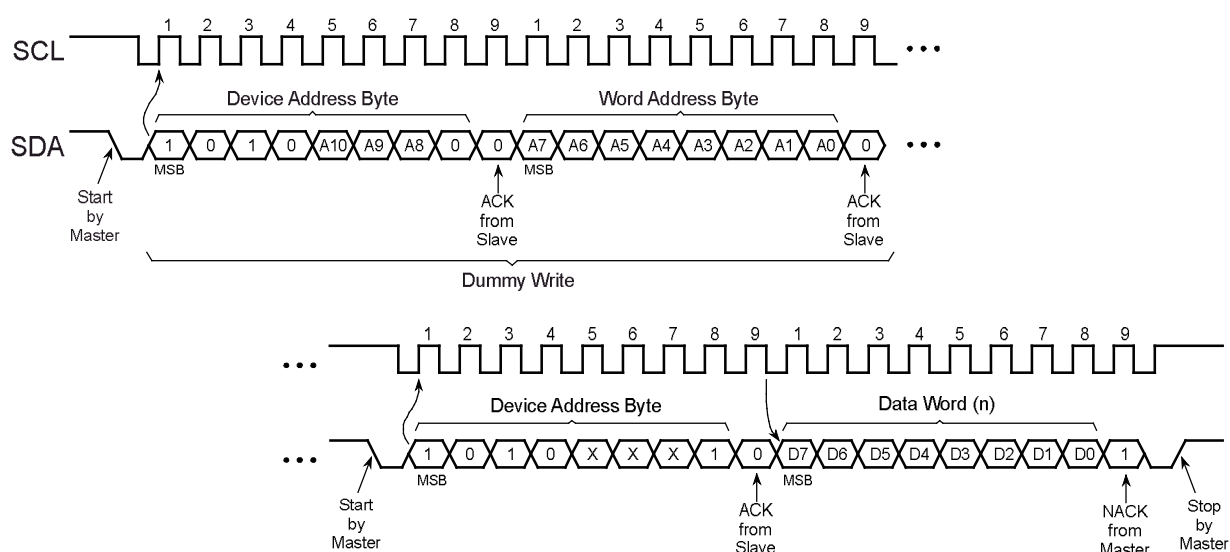 1 2 3 4 5 6 7 8 9 1 2 3 4 5 6 7 8 9
SCL •••
Device Address Byte Word Address Byte
SDA 1 0 1 0 A10 A9 A8 0 0 A7 A6 A5 A4 A3 A2 A1 A0 0 •••
MSB MSB
Start
by
Master
ACK
from
Slave
ACK
from
Slave
Dummy Write
1 2 3 4 5 6 7 8 9 1 2 3 4 5 6 7 8 9
•••
Device Address Byte Data Word (n)
••• 1 0 1 0 X X X 1 0 D7 D6 D5 D4 D3 D2 D1 D0 1
MSB MSB
Start
by
Master
ACK
from
Slave
NACK
from
Master
Stop
by
Master